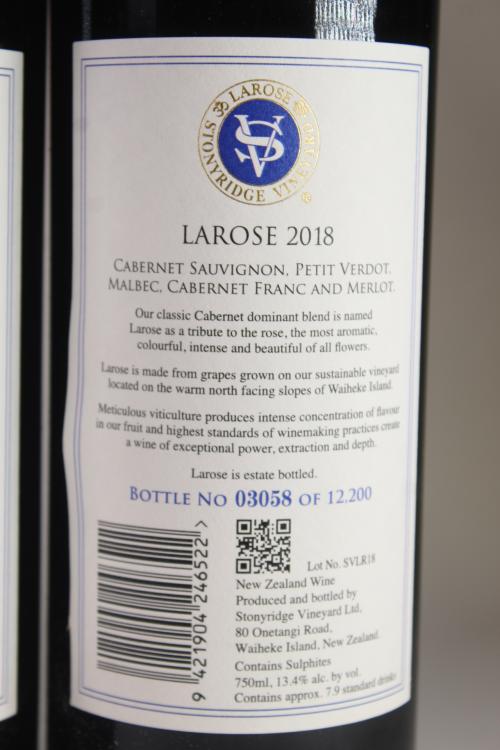 LAROSE
STONYRIDGE VINEYARD
SV
LAROSE 2018
CABERNET SAUVIGNON, PETIT VERDOT,
MALBEC, CABERNET FRANC AND MERLOT.
Our classic Cabernet dominant blend is named
Larose as a tribute to the rose, the most aromatic,
colourful, intense and beautiful of all flowers.
Larose is made from grapes grown on our sustainable vineyard
located on the warm north facing slopes of Waiheke Island.
Meticulous viticulture produces intense concentration of flavour
in our fruit and highest standards of winemaking practices create
a wine of exceptional power, extraction and depth.
Larose is estate bottled.
BOTTLE NO 03058 OF 12,200
Lot No. SVLR18
New Zealand Wine
Produced and bottled by
Stonyridge Vineyard Ltd,
80 Onetangi Road,
Waiheke Island, New Zealand.
Contains Sulphites
750ml, 13.4% alc. by vol.
Contains approx. 7.9 standard drinks
9 421904 246522 >